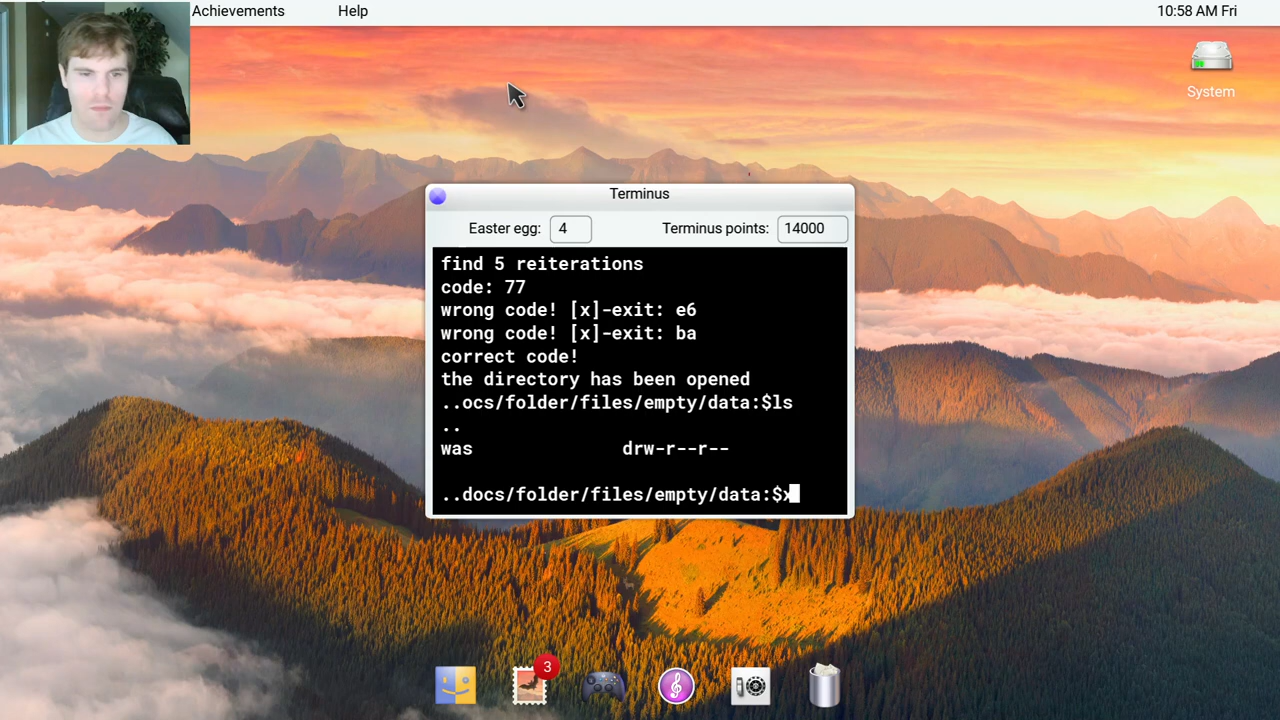 Achievements Help 10:58 AM Fri
System
Terminus
Easter egg: 4 Terminus points: 14000
find 5 reiterations
code: 77
wrong code! [x]-exit: e6
wrong code! [x]-exit: ba
correct code!
the directory has been opened
..ocs/folder/files/empty/data:$ls
..
was drw-r--r--
..docs/folder/files/empty/data:$x
3